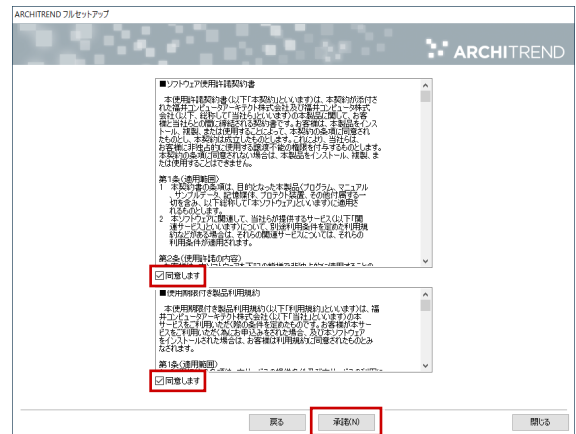 ARCHITREND フルセットアップ
ARCHITREND
■ソフトウェア使用許諾契約書
本使用許諾契約書(以下「本契約」といいます)は、本契約が添付さ
れた福井コンピュータアーキテクト株式会社及び福井コンピュータ株式
会社(以下、総称して「当社ら」といいます)の本製品に関して、お客
様と当社らとの間に締結される契約書です。お客様は、本製品をインス
トール、複製、または使用することによって、本契約の条項に同意され
たものとし、本契約は成立したものとします。これにより、当社らは、
お客様に非独占的に使用する譲渡不能の権限を付与するものとします。
本契約の条項に同意されない場合は、本製品をインストール、複製、ま
たは使用することはできません。
第1条(適用範囲)
1 本契約書の条項は、目的となった本製品(プログラム、マニュアル
、サンプルデータ、記憶媒体、プロテクト装置、その他付属する一
切を含み、以下総称して「本ソフトウェア」といいます)に適用さ
れるものとします。
2 本ソフトウェアに関連して、当社らが提供するサービス(以下「関
連サービス」といいます)について、別途利用条件を定めた利用規
約などがある場合は、それらの関連サービスについては、それらの
利用条件が適用されます。
第2条(使用許諾の内容)
同意します
■使用期限付き製品利用規約
本使用期限付き製品利用規約(以下「利用規約」といいます)は、福
井コンピュータアーキテクト株式会社(以下「当社」といいます)の本
サービスをご利用いただく際の条件を定めたものです。お客様が本サー
ビスをご利用いただく為にお申込みをされた場合、及び本ソフトウェア
をインストールされた場合は、お客様は利用規約に同意されたものとみ
なされます。
第1条(適用範囲)
同意します
戻る
承諾(N)
閉じる